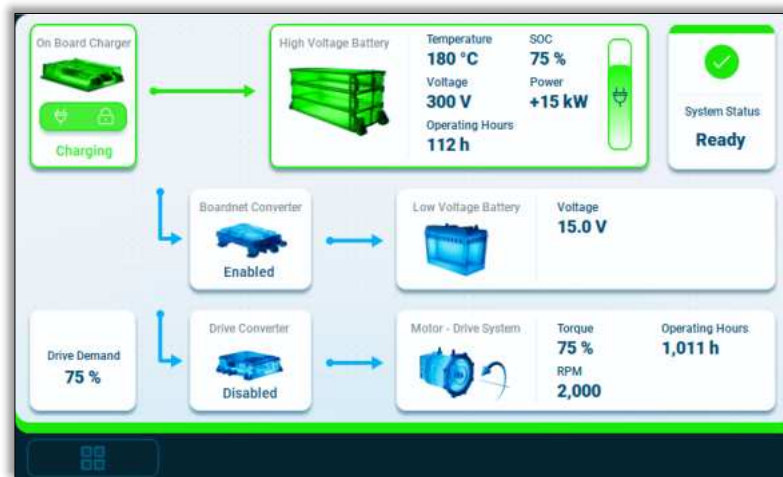 On Board Charger
Charging
High Voltage Battery
Temperature
180 °C
SOC
75 %
Voltage
300 V
Power
+15 kW
Operating Hours
112 h
System Status
Ready
Boardnet Converter
Enabled
Low Voltage Battery
Voltage
15.0 V
Drive Demand
75 %
Drive Converter
Disabled
Motor - Drive System
Torque
75 %
Operating Hours
1,011 h
RPM
2,000